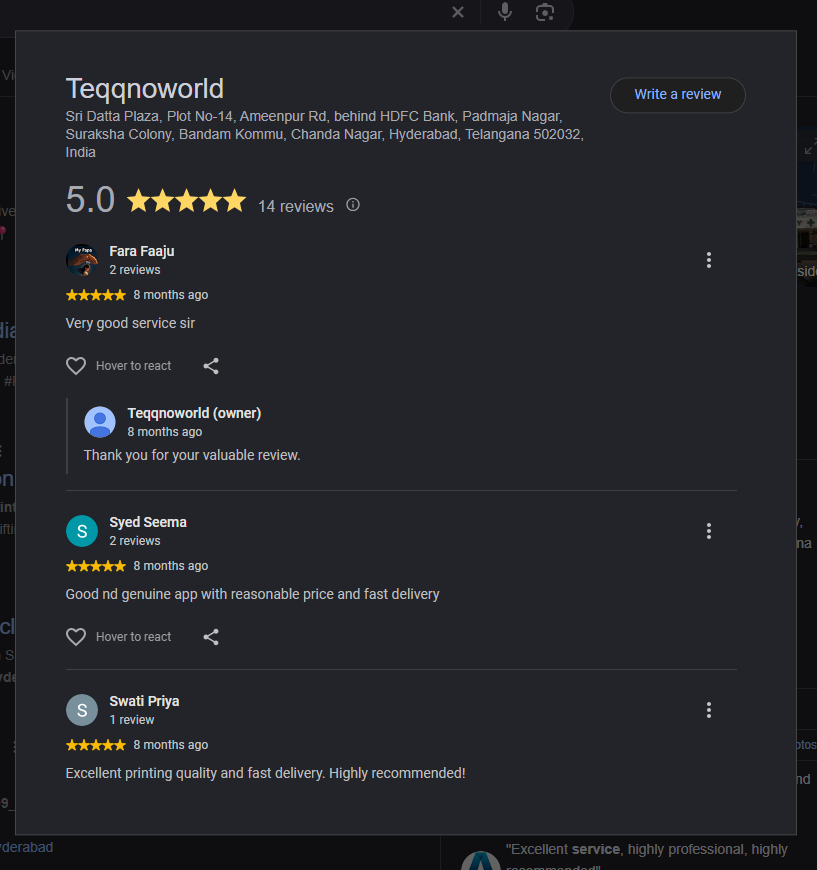 Teqqnoworld
Write a review
Sri Datta Plaza, Plot No-14, Ameenpur Rd, behind HDFC Bank, Padmaja Nagar,
Suraksha Colony, Bandam Kommu, Chanda Nagar, Hyderabad, Telangana 502032,
India
5.0 14 reviews
My Papa
Fara Faaju
2 reviews
8 months ago
Very good service sir
Hover to react
Teqqnoworld (owner)
8 months ago
Thank you for your valuable review.
S
Syed Seema
2 reviews
8 months ago
Good nd genuine app with reasonable price and fast delivery
Hover to react
S
Swati Priya
1 review
8 months ago
Excellent printing quality and fast delivery. Highly recommended!
"Excellent service, highly professional, highly
recommended"